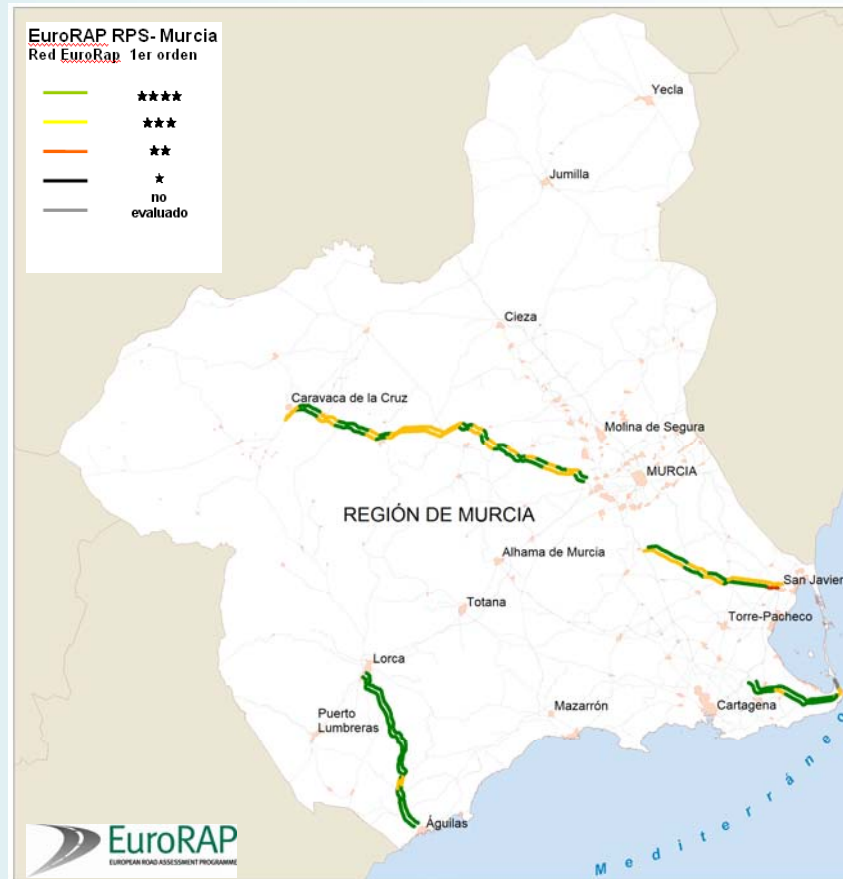 EuroRAP RPS- Murcia
Red EuroRap 1er orden
★★★★
★★★
★★
★
no
evaluado
Yecla
Jumilla
Cieza
Caravaca de la Cruz
Molina de Segura
MURCIA
REGIÓN DE MURCIA
Alhama de Murcia
San Javier
Totana
Torre-Pacheco
Lorca
Mazarrón
Cartagena
Puerto
Lumbreras
Águilas
Mediterráneo
EuroRAP
EUROPEAN ROAD ASSESSMENT PROGRAMME